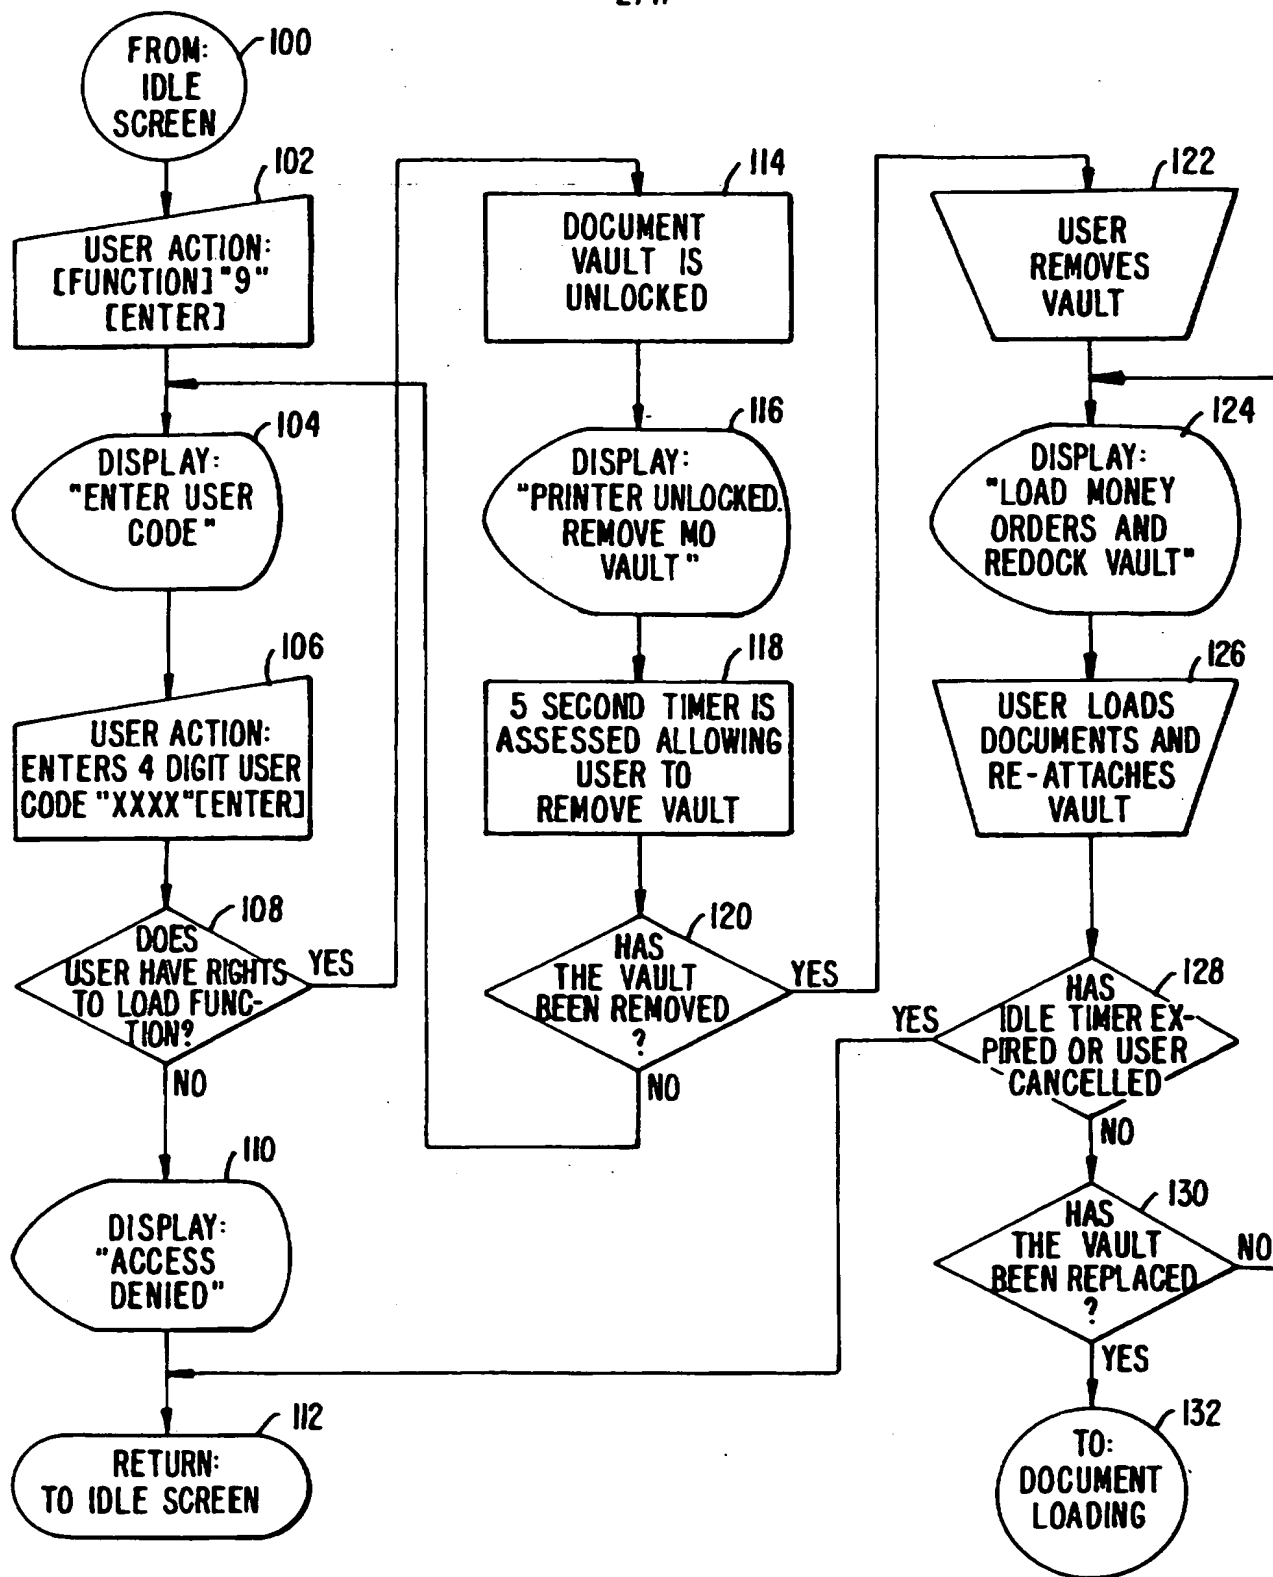 FROM:
IDLE
SCREEN
100
102
USER ACTION:
[FUNCTION] "9"
[ENTER]
104
DISPLAY:
"ENTER USER
CODE"
106
USER ACTION:
ENTERS 4 DIGIT USER
CODE "XXXX"[ENTER]
108
DOES
USER HAVE RIGHTS
TO LOAD FUNC-
TION?
YES
NO
110
DISPLAY:
"ACCESS
DENIED"
112
RETURN:
TO IDLE SCREEN
114
DOCUMENT
VAULT IS
UNLOCKED
116
DISPLAY:
"PRINTER UNLOCKED.
REMOVE MO
VAULT"
118
5 SECOND TIMER IS
ASSESSED ALLOWING
USER TO
REMOVE VAULT
120
HAS
THE VAULT
BEEN REMOVED
?
YES
NO
122
USER
REMOVES
VAULT
124
DISPLAY:
"LOAD MONEY
ORDERS AND
REDOCK VAULT"
126
USER LOADS
DOCUMENTS AND
RE-ATTACHES
VAULT
128
HAS
IDLE TIMER EX-
PIRED OR USER
CANCELLED
YES
NO
130
HAS
THE VAULT
BEEN REPLACED
?
NO
YES
132
TO:
DOCUMENT
LOADING